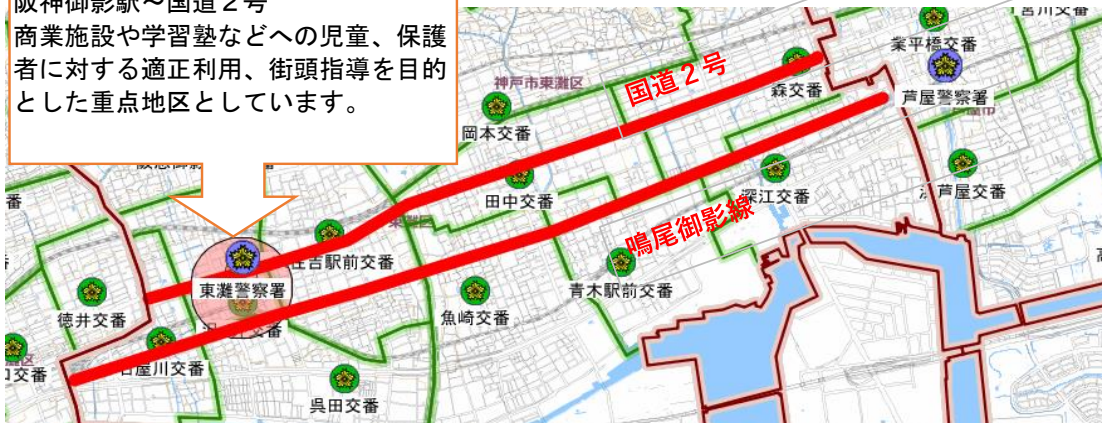 阪神御影駅～国道２号
商業施設や学習塾などへの児童、保護
者に対する適正利用、街頭指導を目的
とした重点地区としています。
宮川交番
業平橋交番
神戸市東灘区
国道２号
森交番
芦屋警察署
岡本交番
田中交番
深江交番
芦屋交番
鳴尾御影線
住吉駅前交番
東灘警察署
青木駅前交番
魚崎交番
徳井交番
呉田交番